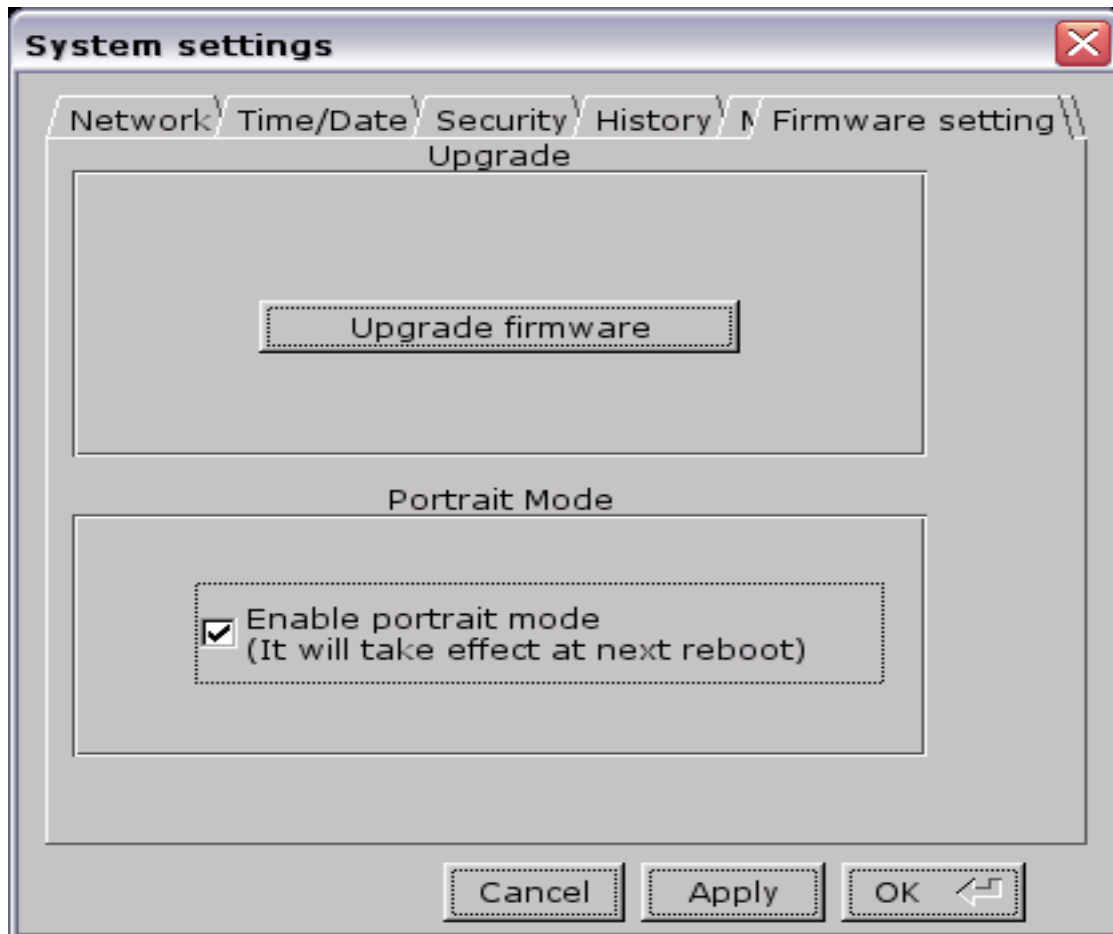 System settings
Network Time/Date Security History Firmware setting
Upgrade
Upgrade firmware
Portrait Mode
Enable portrait mode
(It will take effect at next reboot)
Cancel Apply OK